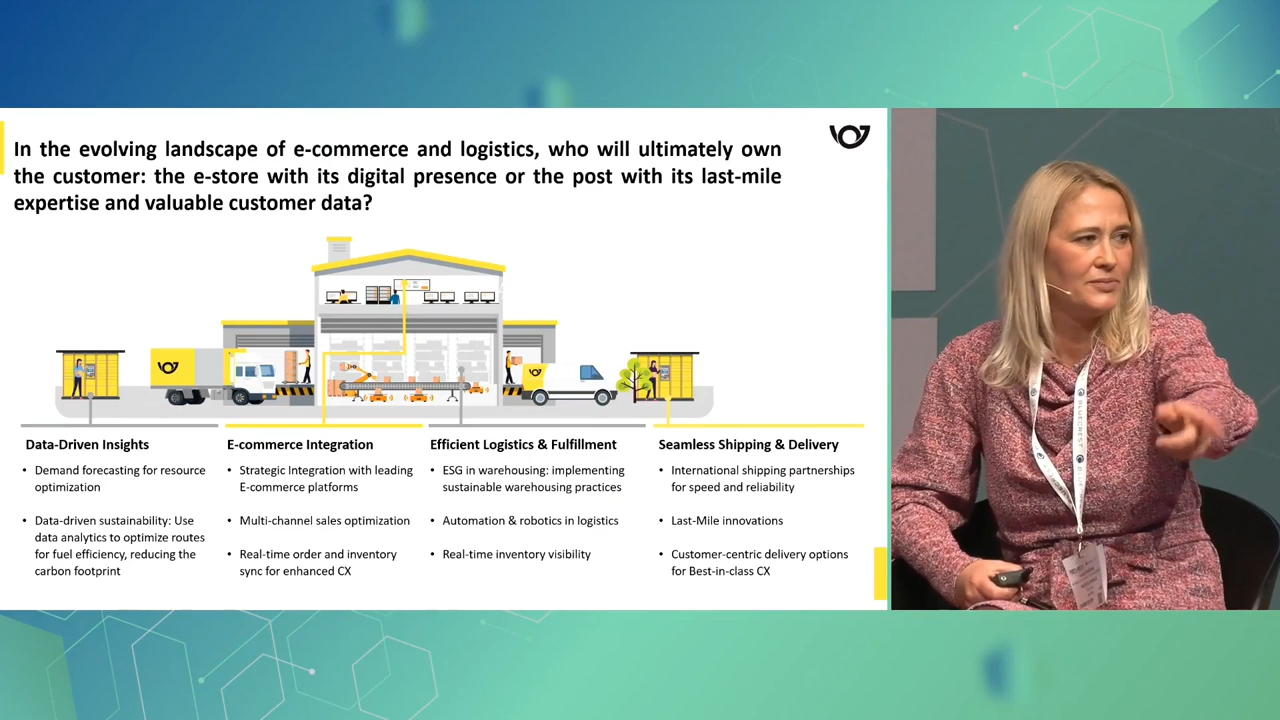 In the evolving landscape of e-commerce and logistics, who will ultimately own
the customer: the e-store with its digital presence or the post with its last-mile
expertise and valuable customer data?
Data-Driven Insights
• Demand forecasting for resource
optimization
• Data-driven sustainability: Use
data analytics to optimize routes
for fuel efficiency, reducing the
carbon footprint
E-commerce Integration
• Strategic Integration with leading
E-commerce platforms
• Multi-channel sales optimization
• Real-time order and inventory
sync for enhanced CX
Efficient Logistics & Fulfillment
• ESG in warehousing: implementing
sustainable warehousing practices
• Automation & robotics in logistics
• Real-time inventory visibility
Seamless Shipping & Delivery
• International shipping partnerships
for speed and reliability
• Last-Mile innovations
• Customer-centric delivery options
for Best-in-class CX
BLUECREST